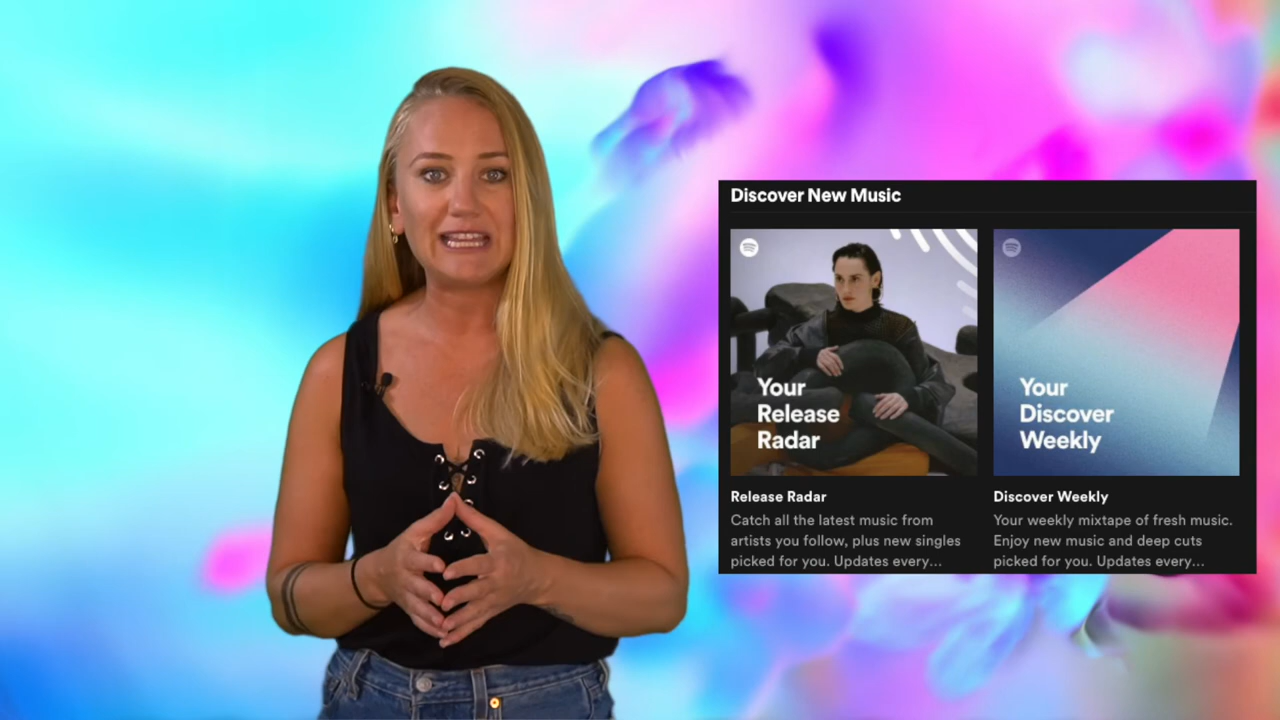 Discover New Music
Your
Release
Radar
Your
Discover
Weekly
Release Radar
Catch all the latest music from
artists you follow, plus new singles
picked for you. Updates every...
Discover Weekly
Your weekly mixtape of fresh music.
Enjoy new music and deep cuts
picked for you. Updates every...